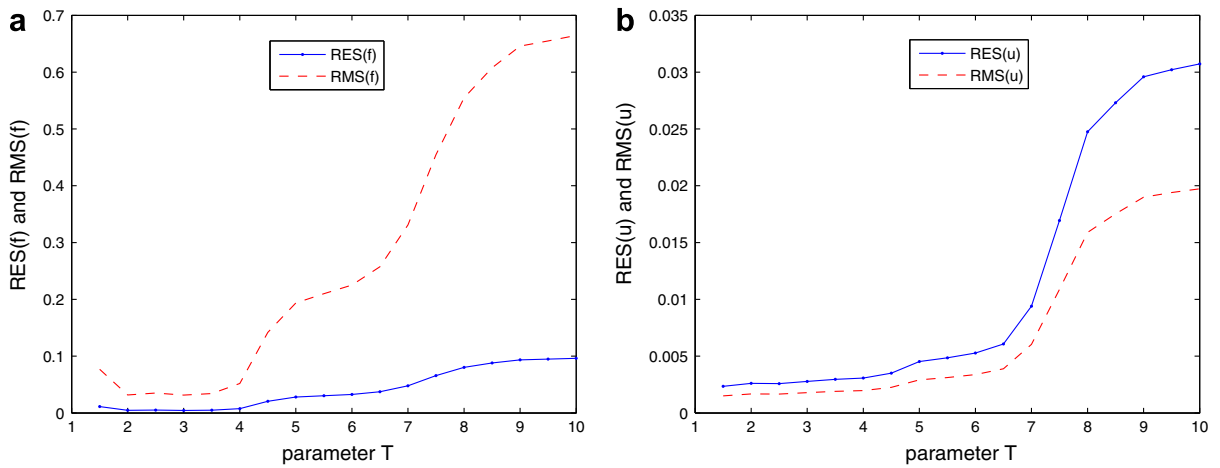 a
0.7
0.6
0.5
0.4
0.3
0.2
0.1
0
1 2 3 4 5 6 7 8 9 10
RES(f) and RMS(f)
parameter T
RES(f)
RMS(f)
b
0.035
0.03
0.025
0.02
0.015
0.01
0.005
0
1 2 3 4 5 6 7 8 9 10
RES(u) and RMS(u)
parameter T
RES(u)
RMS(u)